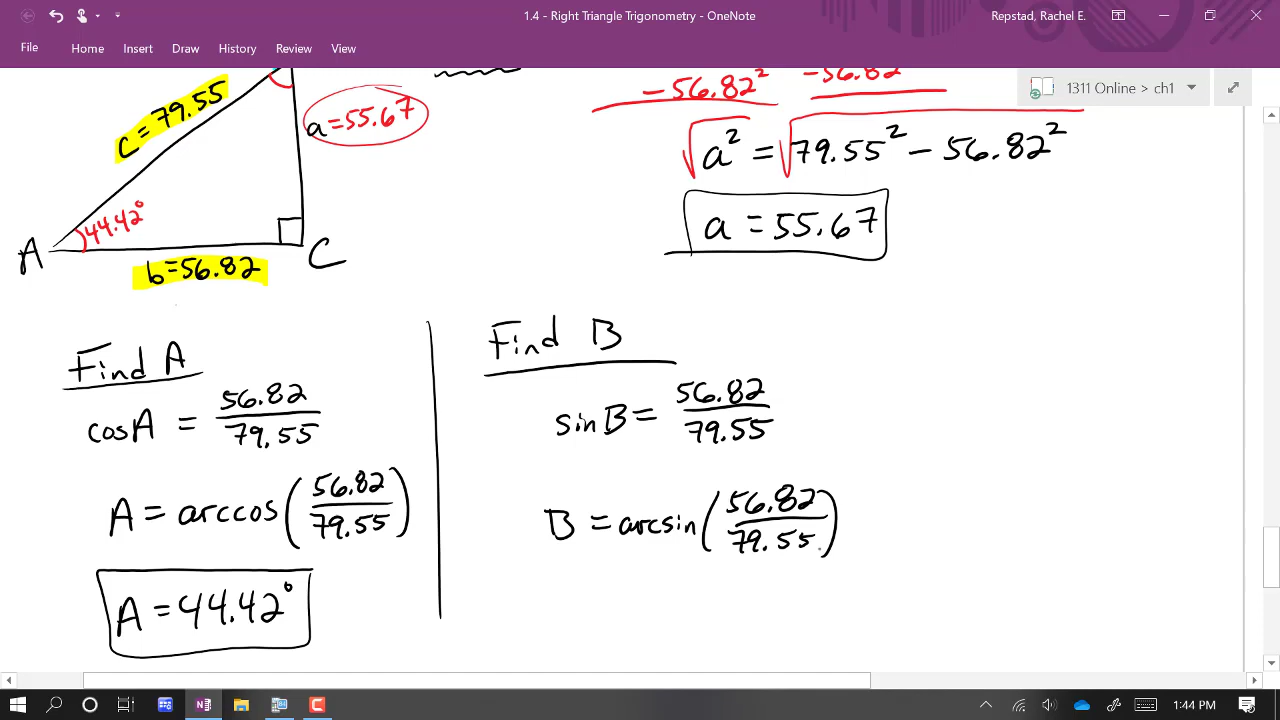 1.4 - Right Triangle Trigonometry - OneNote
Repstad, Rachel E.
File Home Insert Draw History Review View
1311 Online > ch1
c = 79.55
a = 55.67
44.42°
A
C
b = 56.82
-56.82² -56.82
√a² = √79.55² - 56.82²
a = 55.67
Find A
cosA = 56.82/79.55
A = arccos(56.82/79.55)
A = 44.42°
Find B
sinB = 56.82/79.55
B = arcsin(56.82/79.55)
1:44 PM